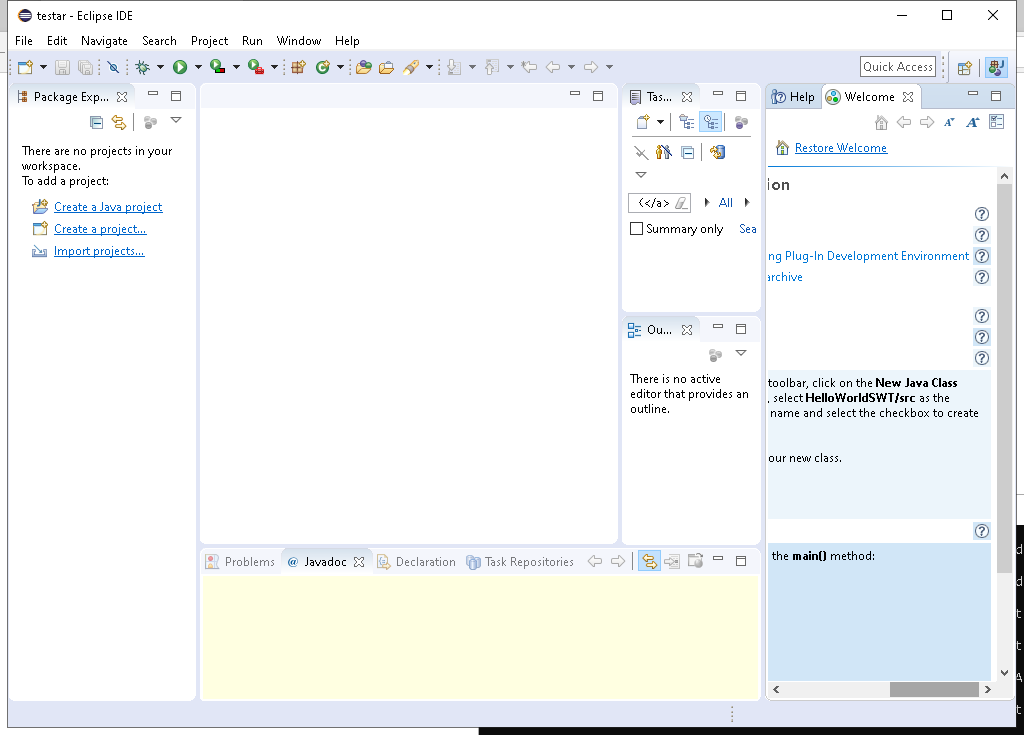 testar - Eclipse IDE
File Edit Navigate Search Project Run Window Help
Quick Access
Package Exp...
There are no projects in your
workspace.
To add a project:
Create a Java project
Create a project...
Import projects...
Tas...
(</a>
All
Summary only
Sea
Ou...
There is no active
editor that provides an
outline.
Problems
@ Javadoc
Declaration
Task Repositories
Help
Welcome
Restore Welcome
ion
ng Plug-In Development Environment
archive
toolbar, click on the New Java Class
, select HelloWorldSWT/src as the
name and select the checkbox to create
our new class.
the main() method: